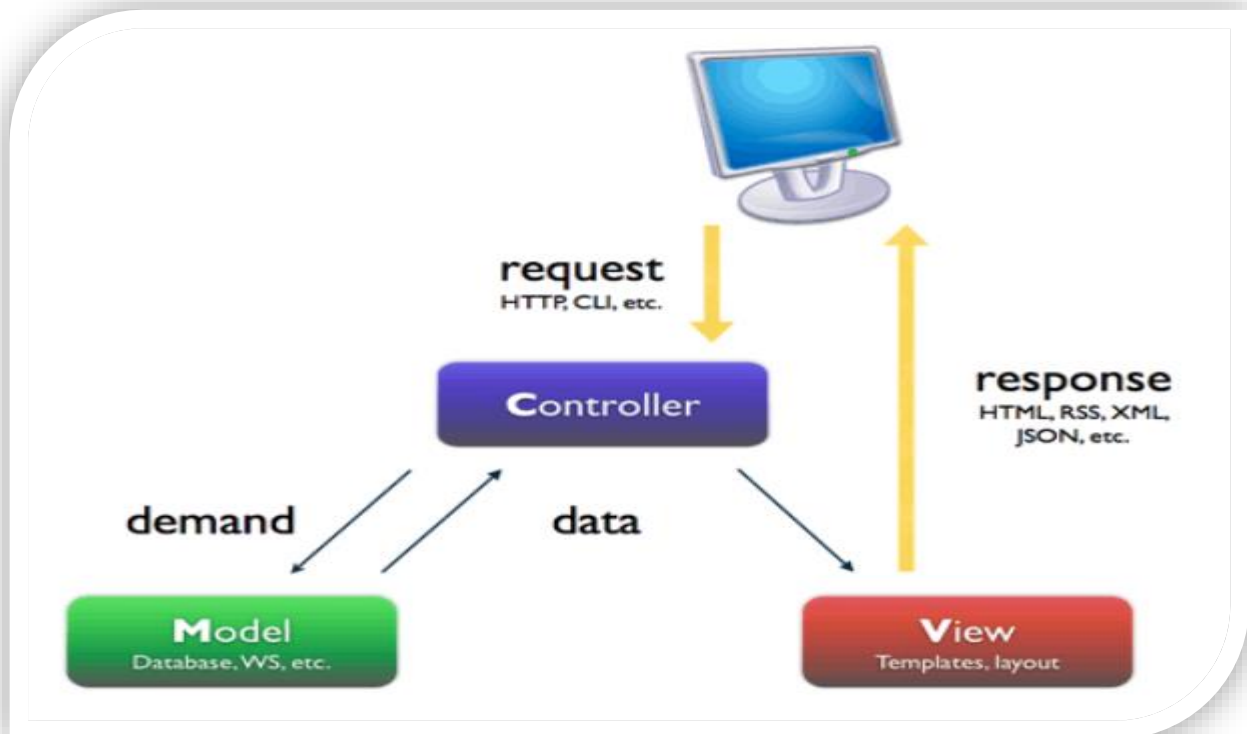 request
HTTP, CLI, etc.
Controller
response
HTML, RSS, XML,
JSON, etc.
demand
data
Model
Database, WS, etc.
View
Templates, layout